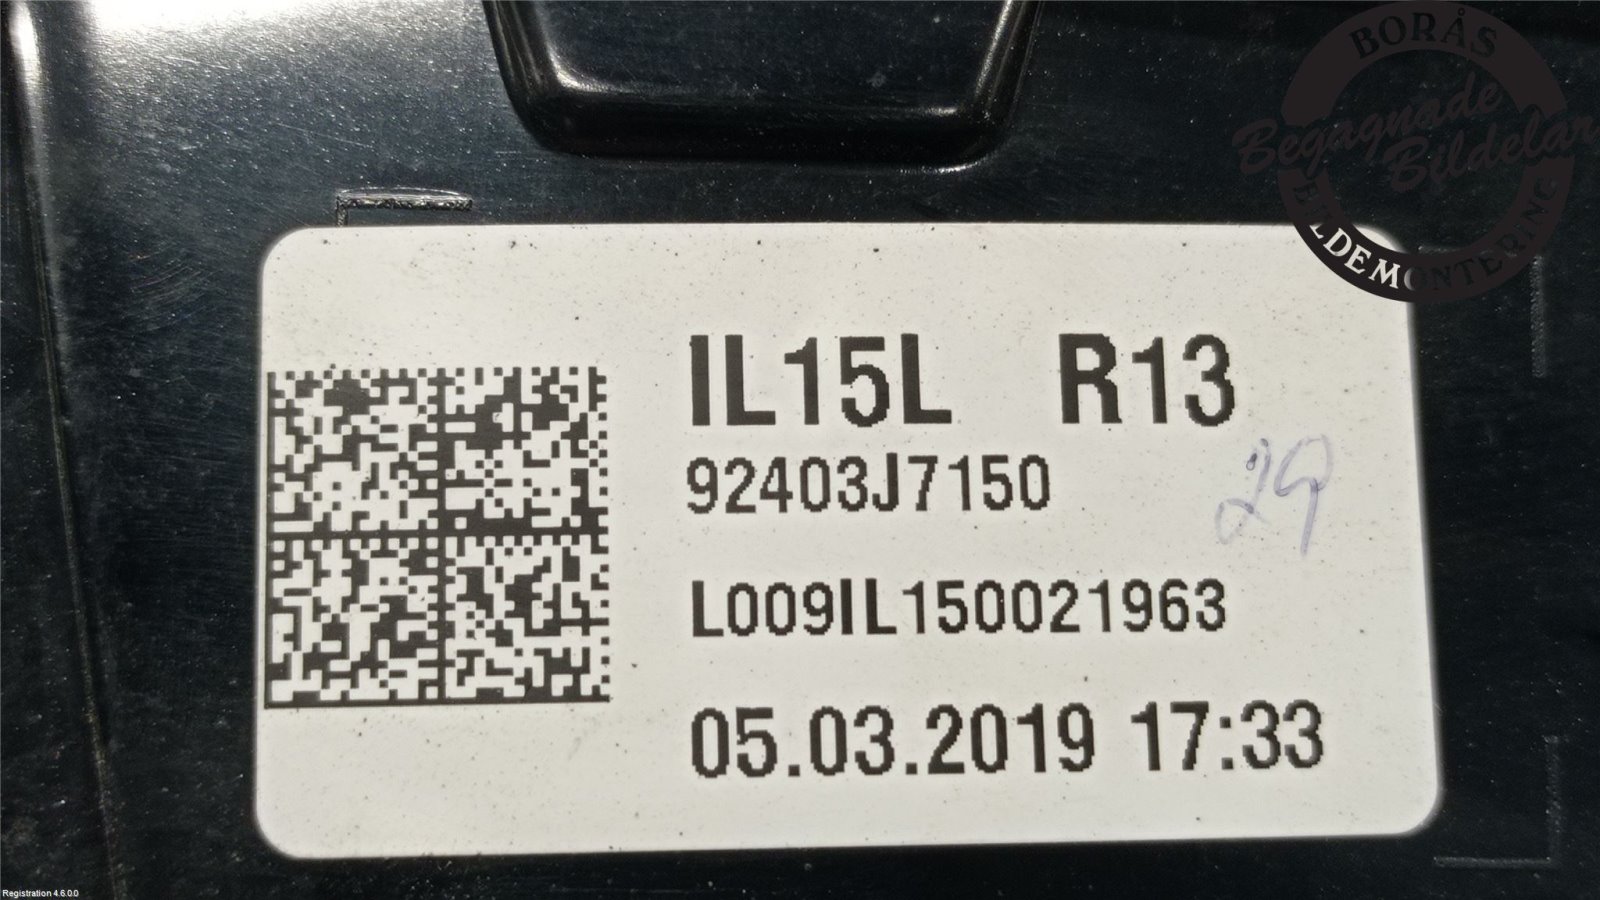 BORÅS
Begagnade
Bildelar
BILDEMONTERING
IL15L R13
92403J7150
29
L009IL150021963
05.03.2019 17:33
Registration 4.6.0.0